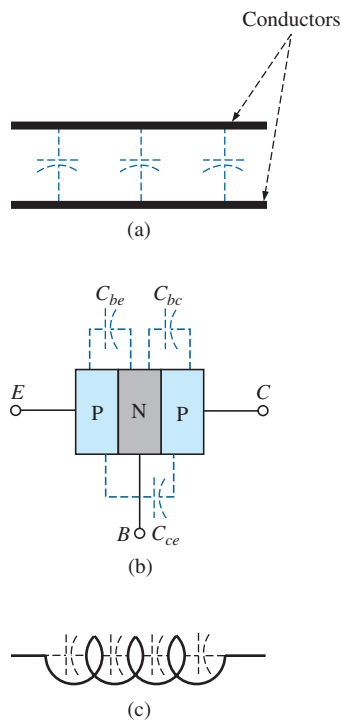 Conductors
(a)
C_be C_bc
E C
P N P
B C_ce
(b)
(c)